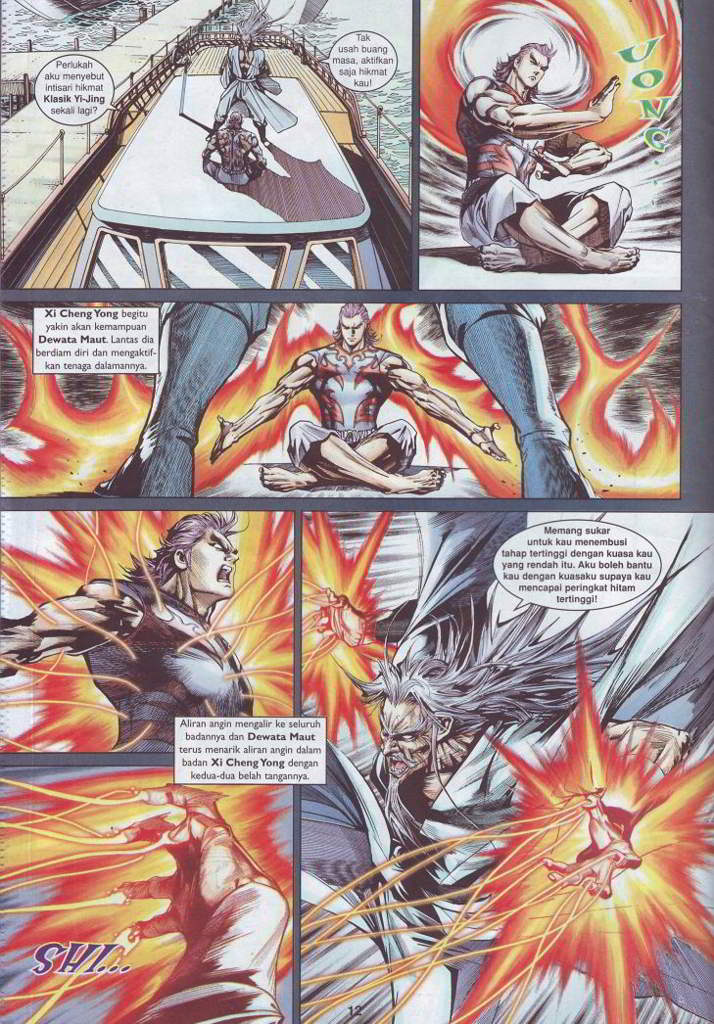 Perlukah
aku menyebut
intisari hikmat
Klasik Yi-Jing
sekali lagi?
Tak
usah buang
masa, aktifkan
saja hikmat
kau!
UONG...
Xi Cheng Yong begitu
yakin akan kemampuan
Dewata Maut. Lantas dia
berdiam diri dan mengaktif-
kan tenaga dalamannya.
Memang sukar
untuk kau menembusi
tahap tertinggi dengan kuasa kau
yang rendah itu. Aku boleh bantu
kau dengan kuasaku supaya kau
mencapai peringkat hitam
tertinggi!
Aliran angin mengalir ke seluruh
badannya dan Dewata Maut
terus menarik aliran angin dalam
badan Xi Cheng Yong dengan
kedua-dua belah tangannya.
SHI...
12